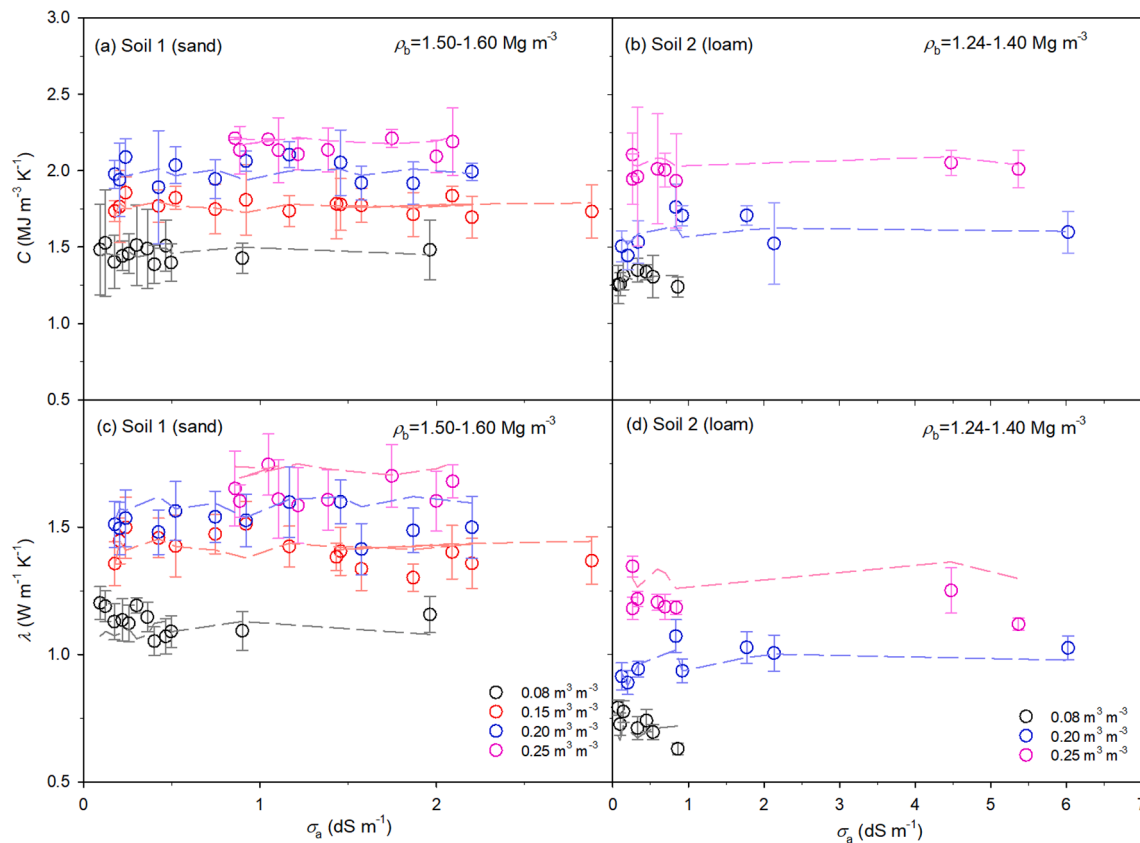 (a) Soil 1 (sand)
ρb=1.50-1.60 Mg m-3
(b) Soil 2 (loam)
ρb=1.24-1.40 Mg m-3
C (MJ m-3 K-1)
3.0
2.5
2.0
1.5
1.0
0.5
(c) Soil 1 (sand)
ρb=1.50-1.60 Mg m-3
(d) Soil 2 (loam)
ρb=1.24-1.40 Mg m-3
λ (W m-1 K-1)
1.5
1.0
0.5
0.08 m3 m-3
0.15 m3 m-3
0.20 m3 m-3
0.25 m3 m-3
0.08 m3 m-3
0.20 m3 m-3
0.25 m3 m-3
0 1 2
0 1 2 3 4 5 6 7
σa (dS m-1)
σa (dS m-1)